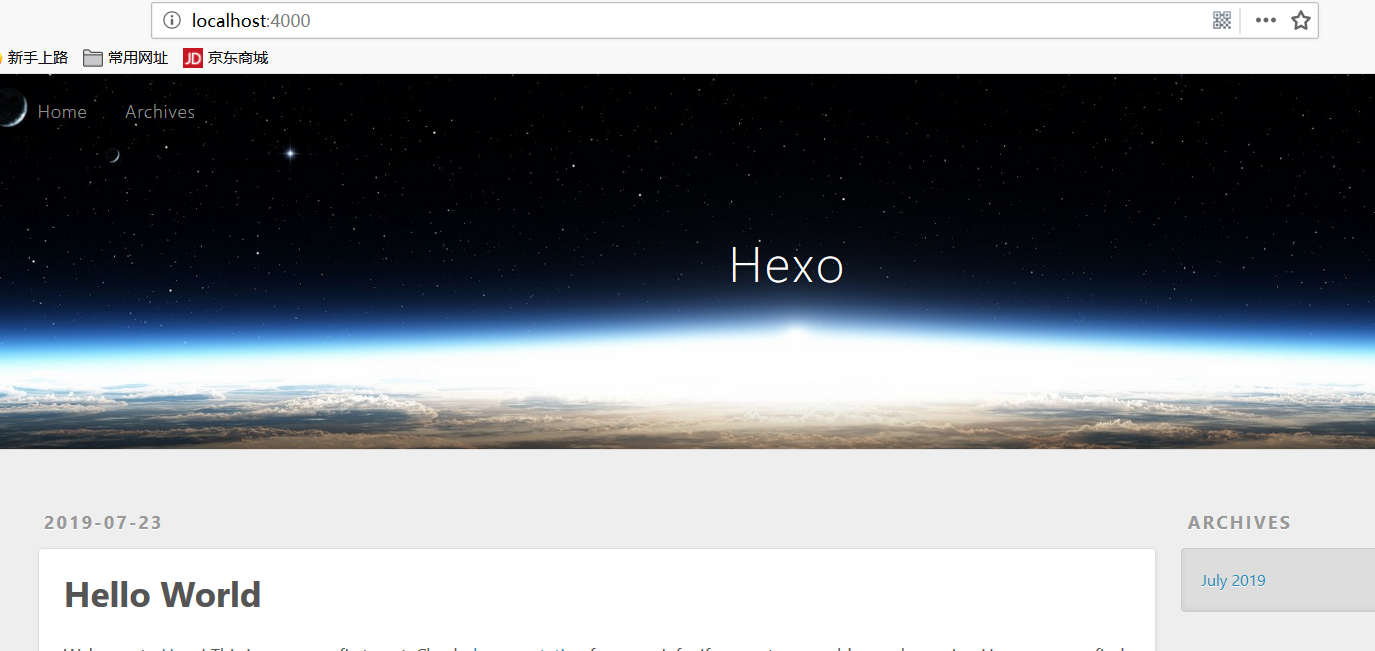 localhost:4000
新手上路 常用网址 JD 京东商城
Home Archives
Hexo
2019-07-23
ARCHIVES
Hello World
July 2019